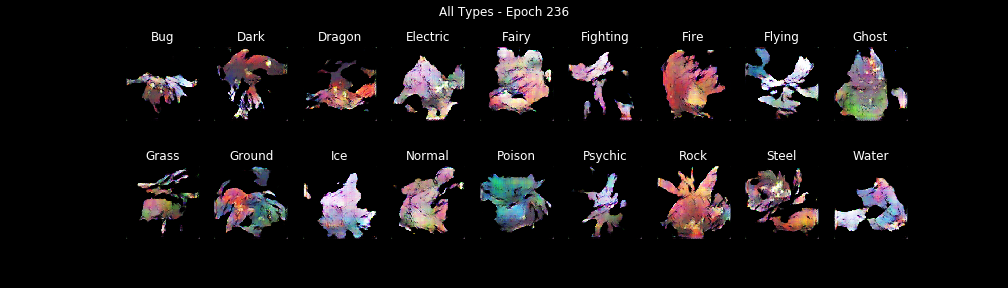 All Types - Epoch 236
Bug Dark Dragon Electric Fairy Fighting Fire Flying Ghost
Grass Ground Ice Normal Poison Psychic Rock Steel Water